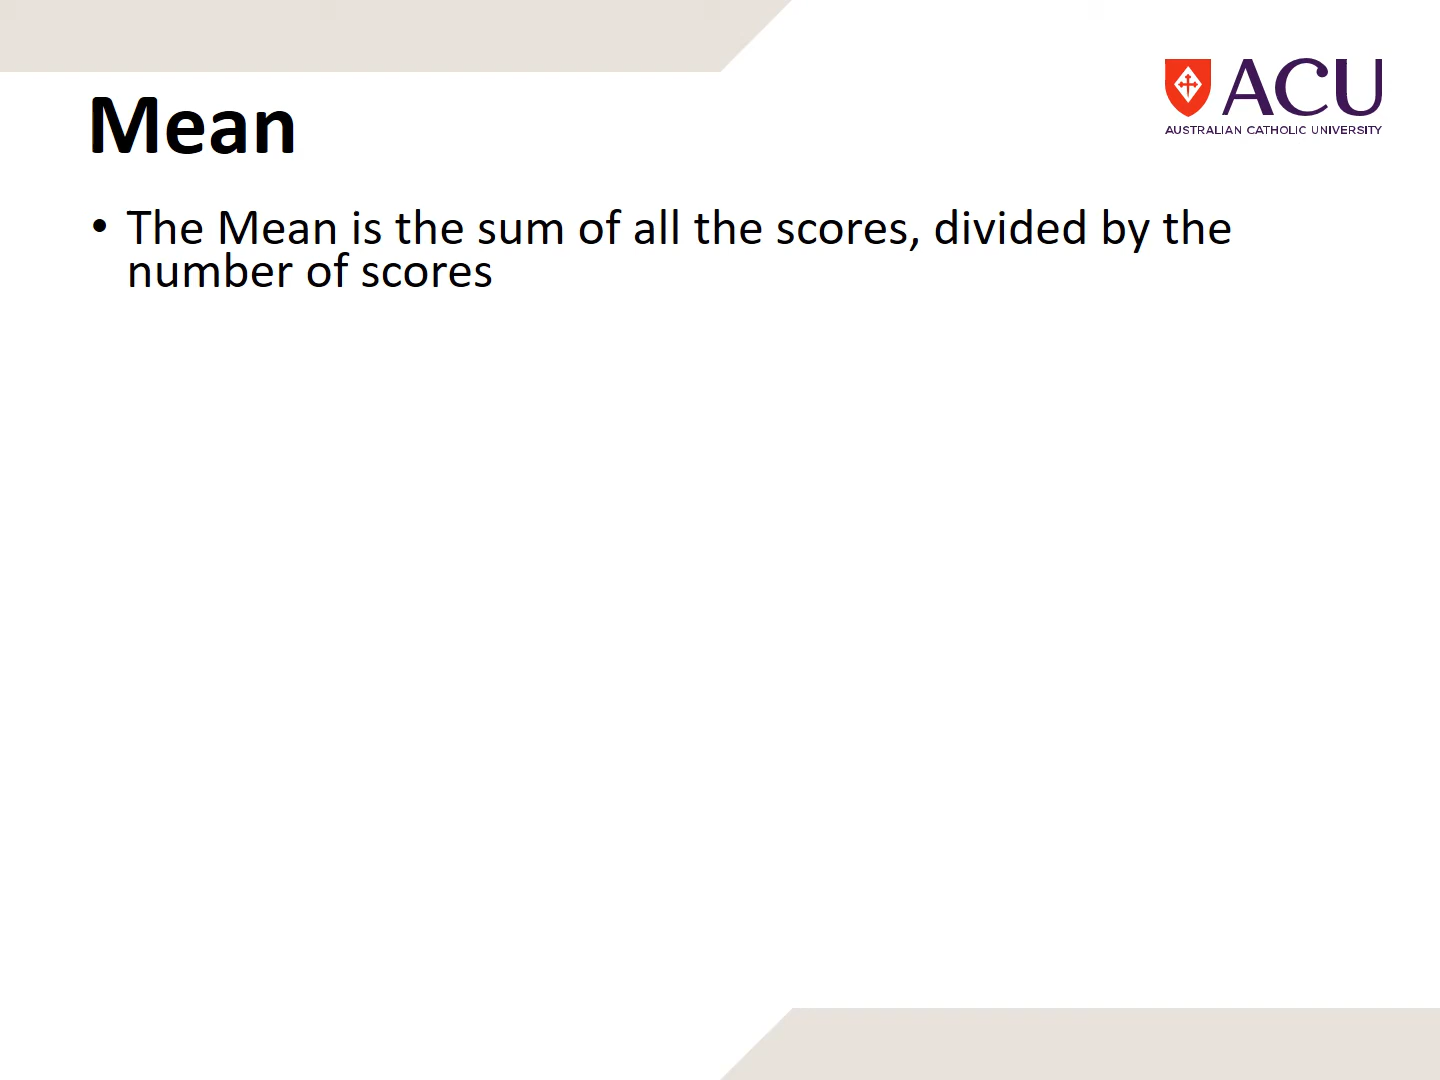 ACU
AUSTRALIAN CATHOLIC UNIVERSITY
Mean
• The Mean is the sum of all the scores, divided by the
number of scores